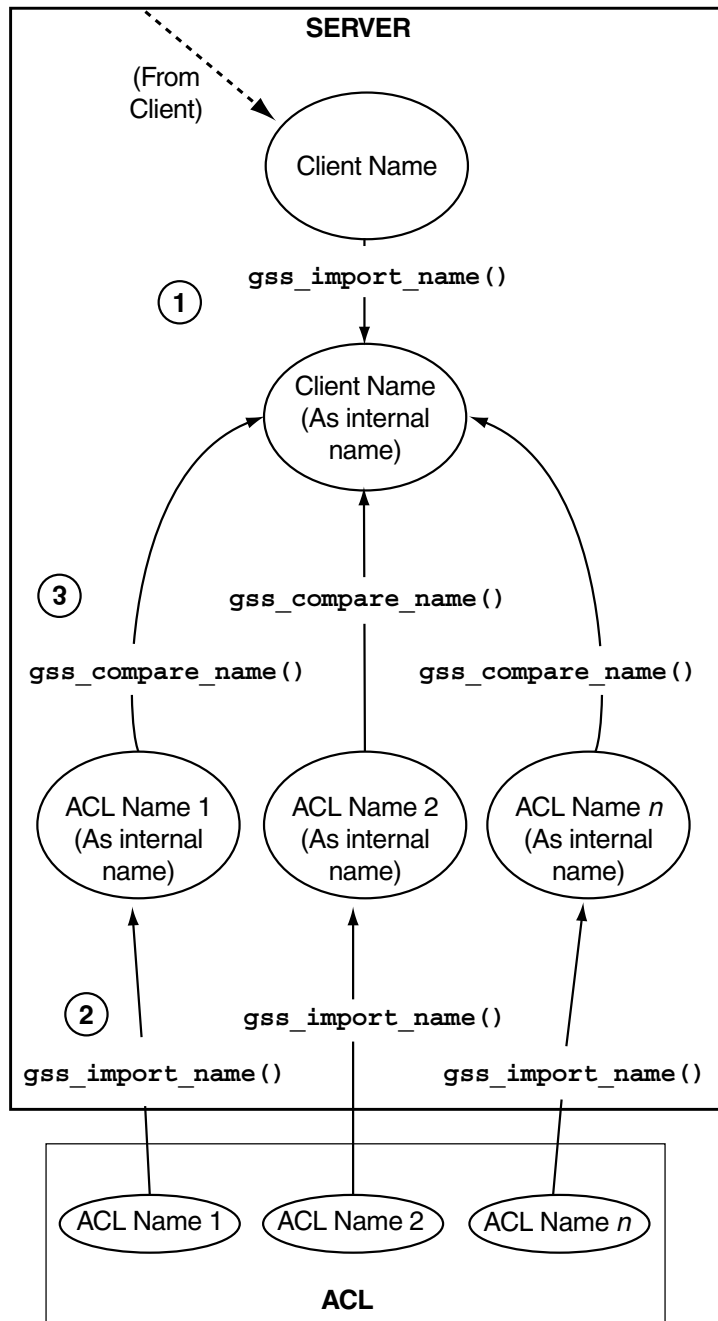 SERVER
(From
Client)
Client Name
gss_import_name()
1
Client Name
(As internal
name)
3
gss_compare_name()
gss_compare_name()
gss_compare_name()
ACL Name 1
(As internal
name)
ACL Name 2
(As internal
name)
ACL Name n
(As internal
name)
2
gss_import_name()
gss_import_name()
gss_import_name()
ACL Name 1
ACL Name 2
ACL Name n
ACL